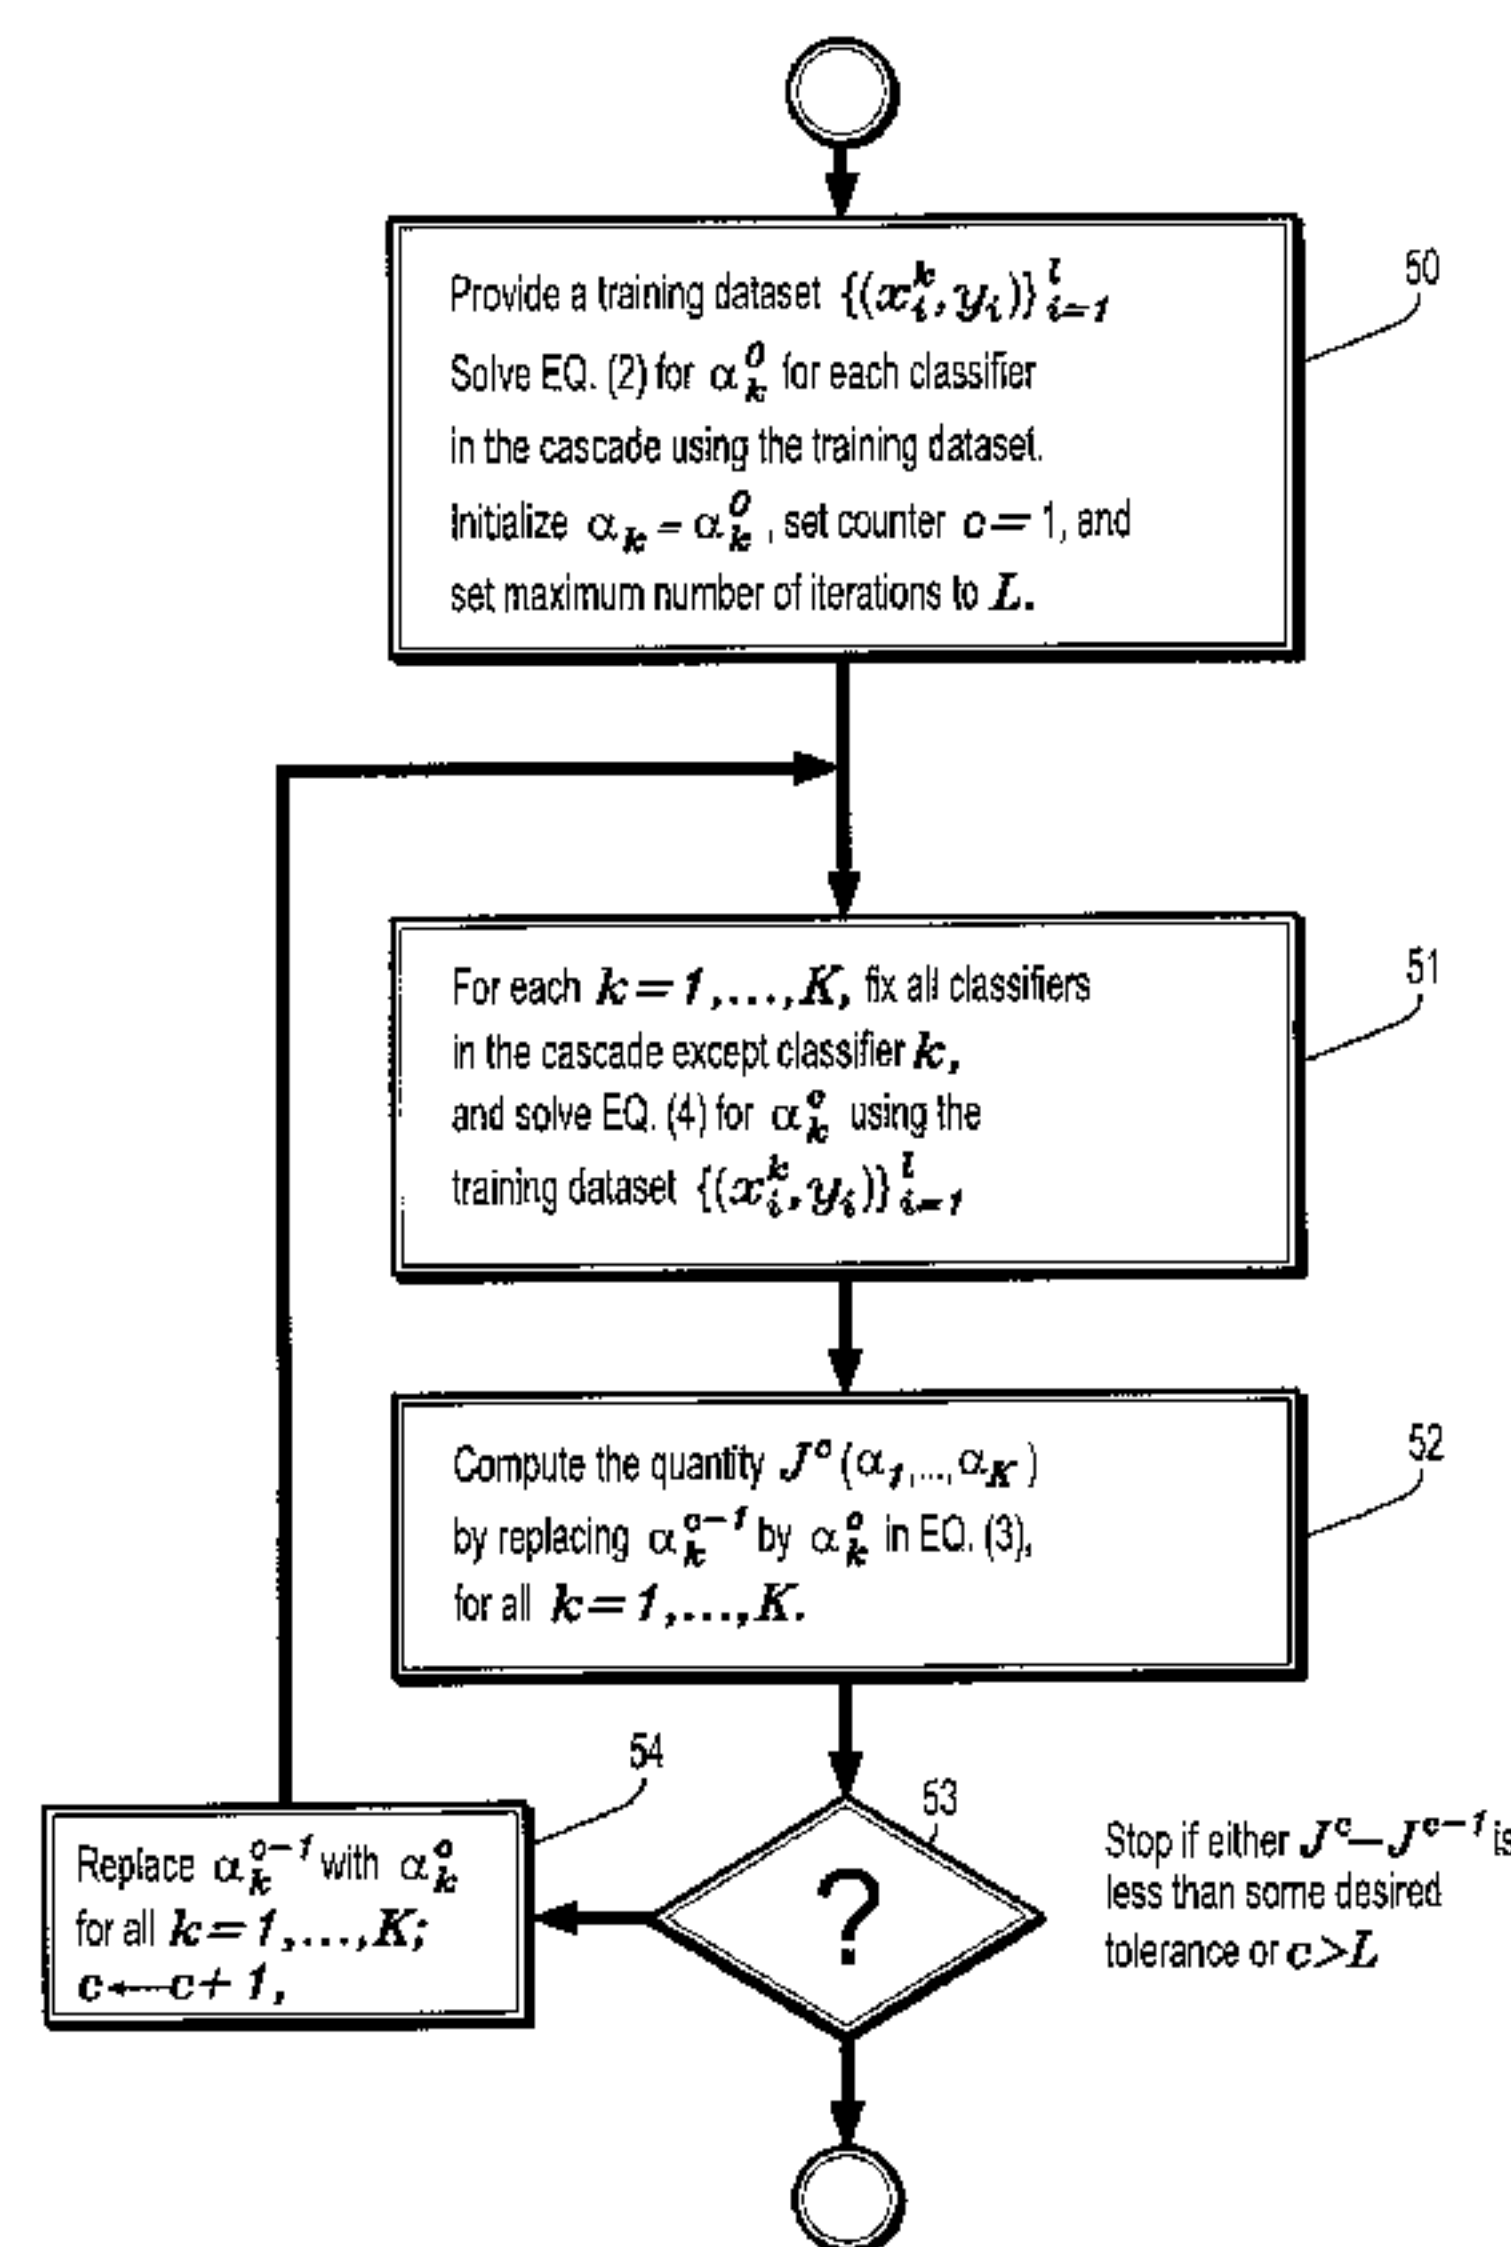 Provide a training dataset {(x_i^k, y_i)}_{i=1}^l
50
Solve EQ. (2) for α_k^0 for each classifier
in the cascade using the training dataset.
Initialize α_k = α_k^0, set counter c = 1, and
set maximum number of iterations to L.
For each k = 1,...,K, fix all classifiers
51
in the cascade except classifier k,
and solve EQ. (4) for α_k^c using the
training dataset {(x_i^k, y_i)}_{i=1}^l
Compute the quantity J^c(α_1,...,α_K)
52
by replacing α_k^{c-1} by α_k^c in EQ. (3),
for all k = 1,...,K.
54
53
Replace α_k^{c-1} with α_k^c
for all k = 1,...,K;
c ← c + 1,
?
Stop if either J^c − J^{c-1} is
less than some desired
tolerance or c > L